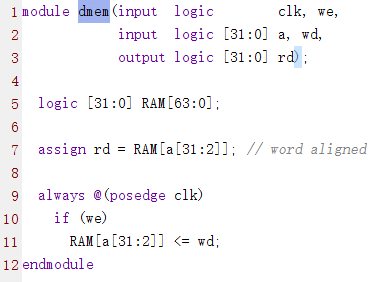 1 module dmem(input  logic        clk, we,
2             input  logic [31:0] a, wd,
3             output logic [31:0] rd);
4
5   logic [31:0] RAM[63:0];
6
7   assign rd = RAM[a[31:2]]; // word aligned
8
9   always @(posedge clk)
10    if (we)
11      RAM[a[31:2]] <= wd;
12 endmodule